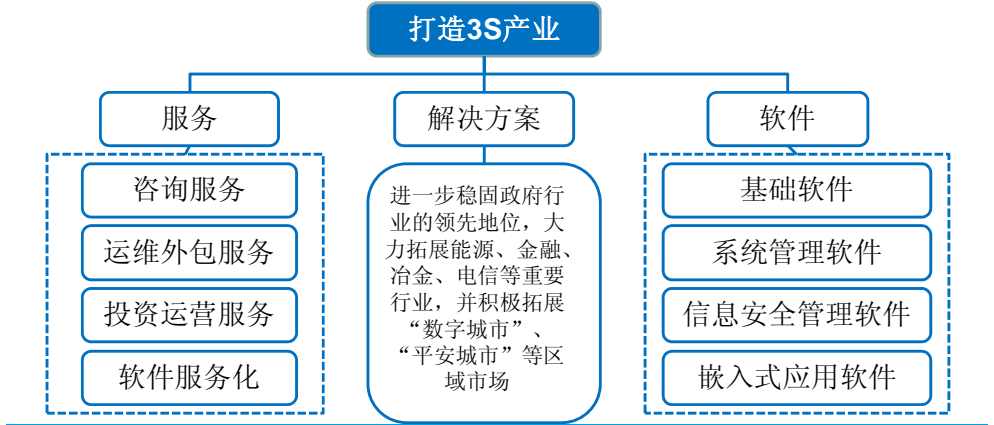 打造3S产业
服务
解决方案
软件
咨询服务
运维外包服务
投资运营服务
软件服务化
进一步稳固政府行
业的领先地位，大
力拓展能源、金融、
冶金、电信等重要
行业，并积极拓展
“数字城市”、
“平安城市”等区
域市场
基础软件
系统管理软件
信息安全管理软件
嵌入式应用软件